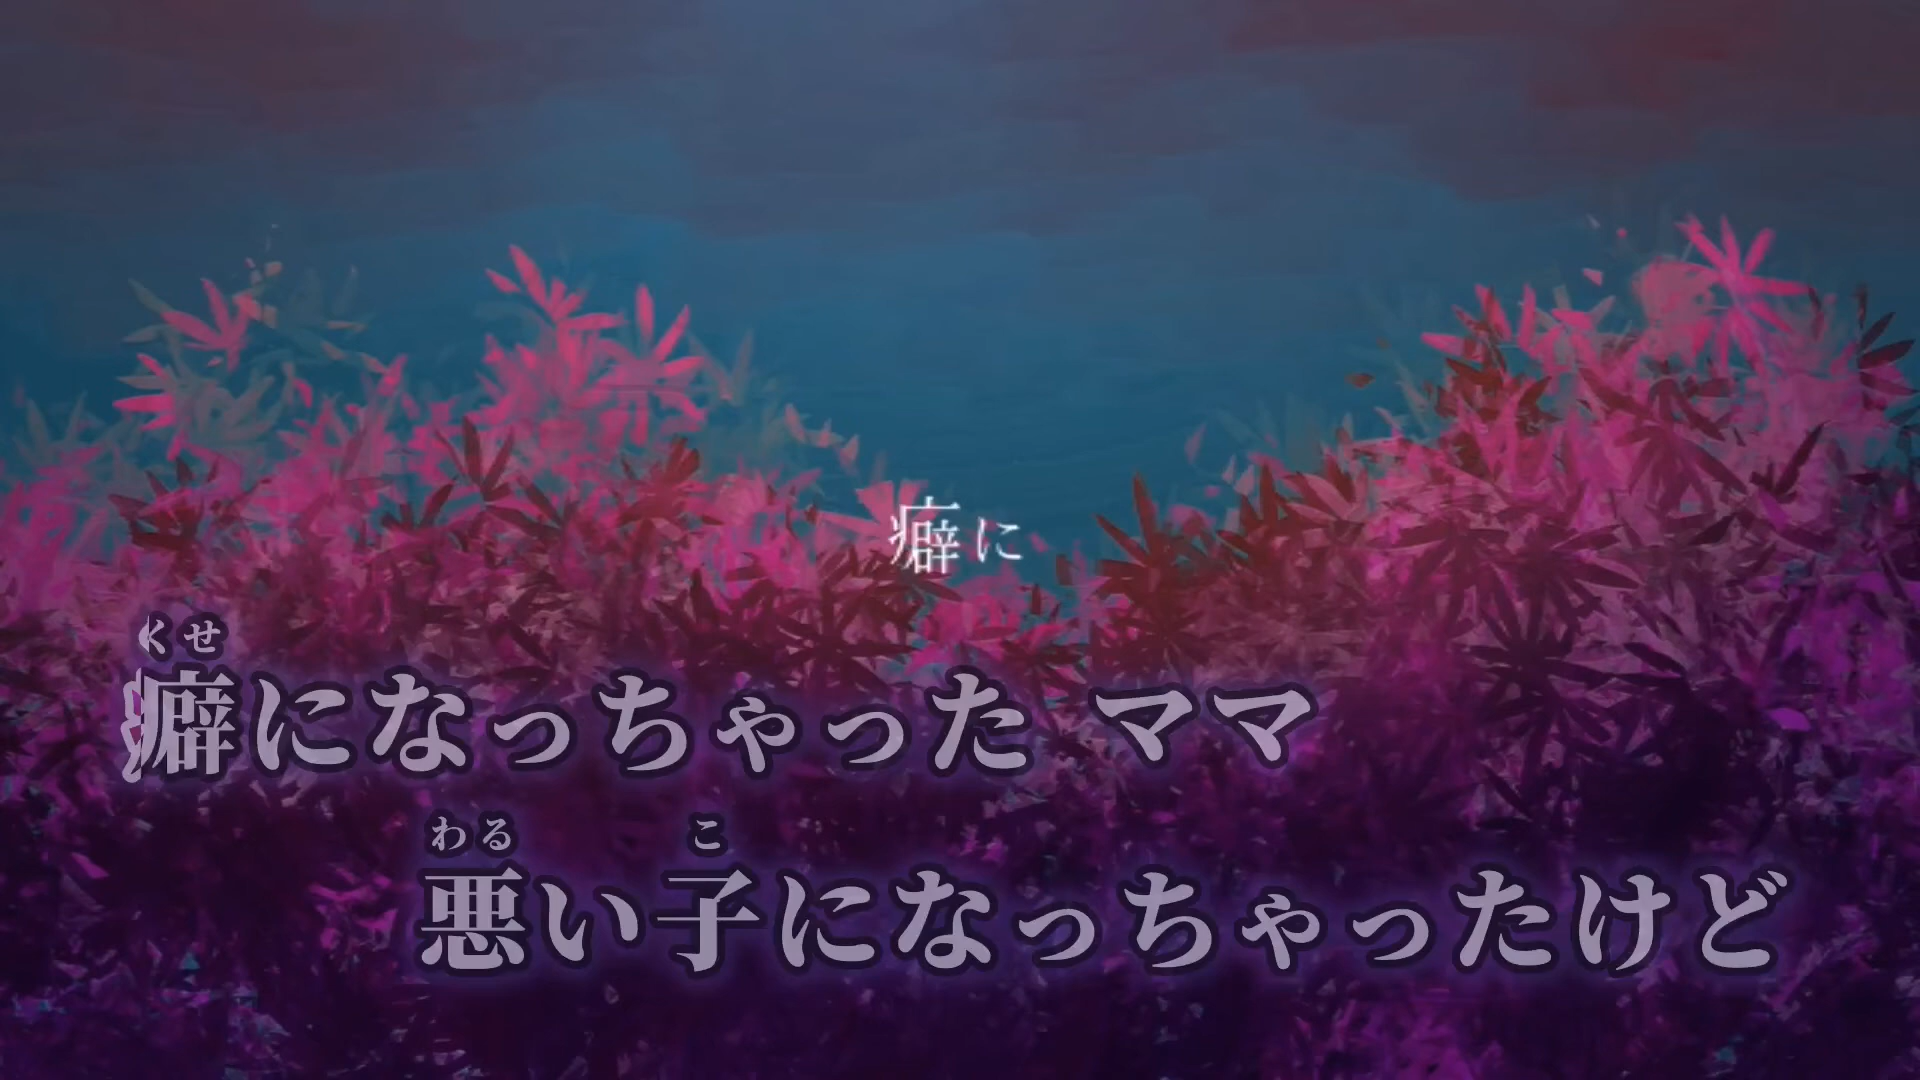 癖に
くせ
癖になっちゃった ママ
わる こ
悪い子になっちゃったけど